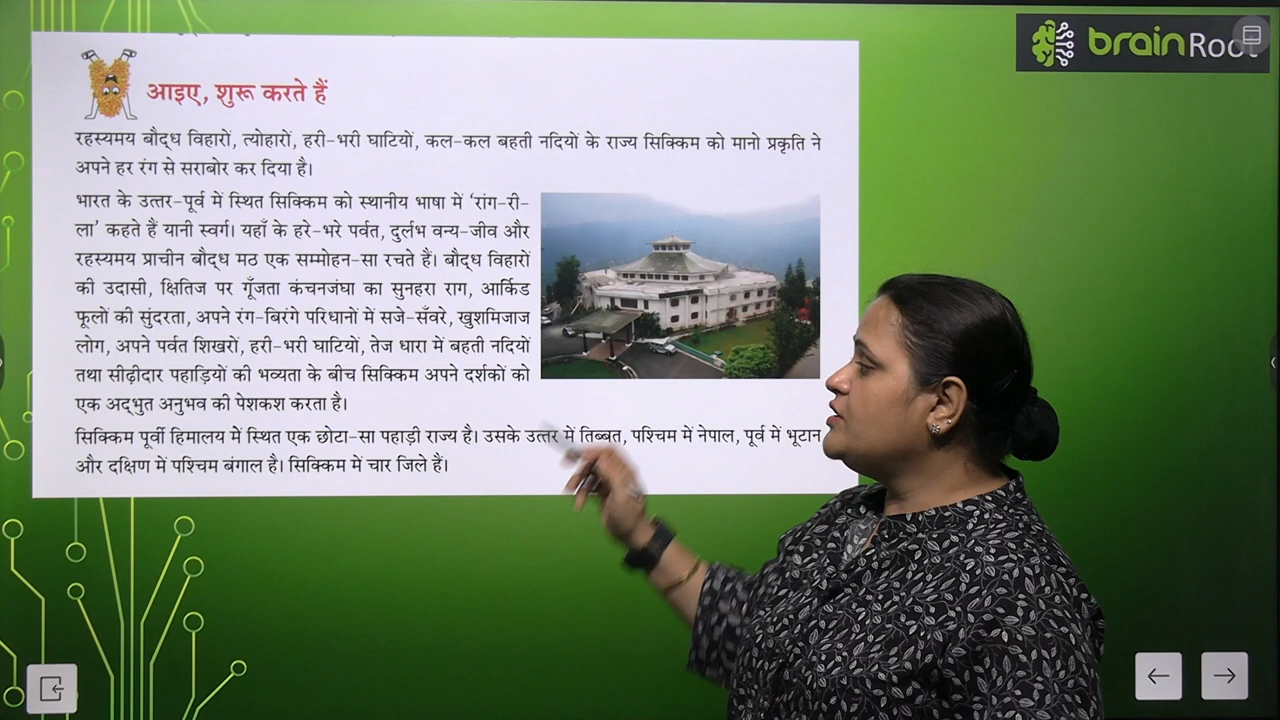 brainRoot
आइए, शुरू करते हैं
रहस्यमय बौद्ध विहारों, त्योहारों, हरी-भरी घाटियों, कल-कल बहती नदियों के राज्य सिक्किम को मानो प्रकृति ने
अपने हर रंग से सराबोर कर दिया है।
भारत के उत्तर-पूर्व में स्थित सिक्किम को स्थानीय भाषा में ‘रांग-री-
ला’ कहते हैं यानी स्वर्ग। यहाँ के हरे-भरे पर्वत, दुर्लभ वन्य-जीव और
रहस्यमय प्राचीन बौद्ध मठ एक सम्मोहन-सा रचते हैं। बौद्ध विहारों
की उदासी, क्षितिज पर गूँजता कंचनजंघा का सुनहरा राग, आर्किड
फूलों की सुंदरता, अपने रंग-बिरंगे परिधानों में सजे-सँवरे, खुशमिजाज
लोग, अपने पर्वत शिखरों, हरी-भरी घाटियों, तेज धारा में बहती नदियों
तथा सीढ़ीदार पहाड़ियों की भव्यता के बीच सिक्किम अपने दर्शकों को
एक अद्भुत अनुभव की पेशकश करता है।
सिक्किम पूर्वी हिमालय में स्थित एक छोटा-सा पहाड़ी राज्य है। उसके उत्तर में तिब्बत, पश्चिम में नेपाल, पूर्व में भूटान
और दक्षिण में पश्चिम बंगाल है। सिक्किम में चार जिले हैं।